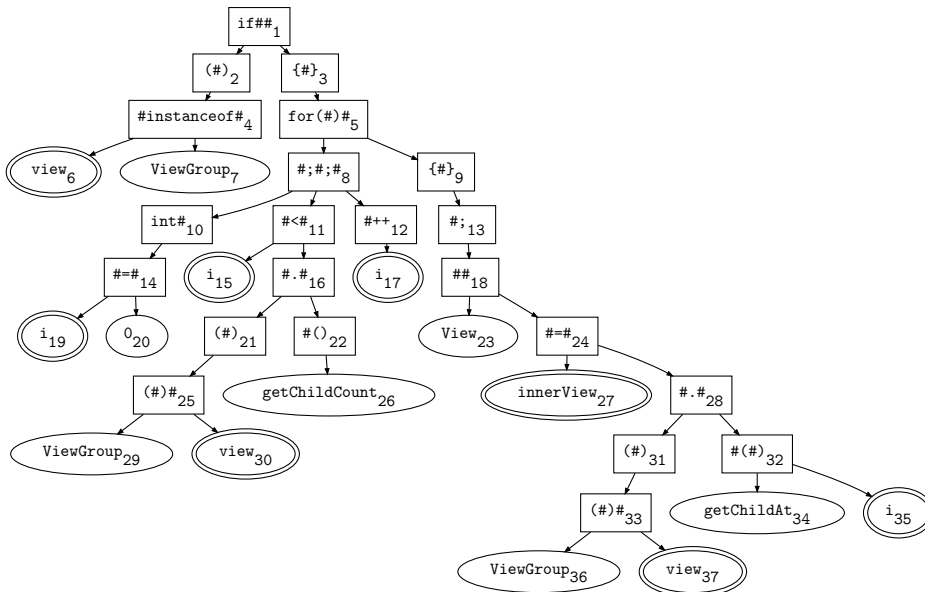 if##1
(#)2 {#}3
#instanceof#4 for(#)#5
view6 ViewGroup7 #;#;#8 {#}9
int#10 #<#11 #++12 #;13
#=#14 i15 #.#16 i17 ##18
i19 020 (#)21 #()22 View23 #=#24
(#)#25 getChildCount26 innerView27 #.#28
ViewGroup29 view30 (#)31 #(#)32
(#)#33 getChildAt34 i35
ViewGroup36 view37